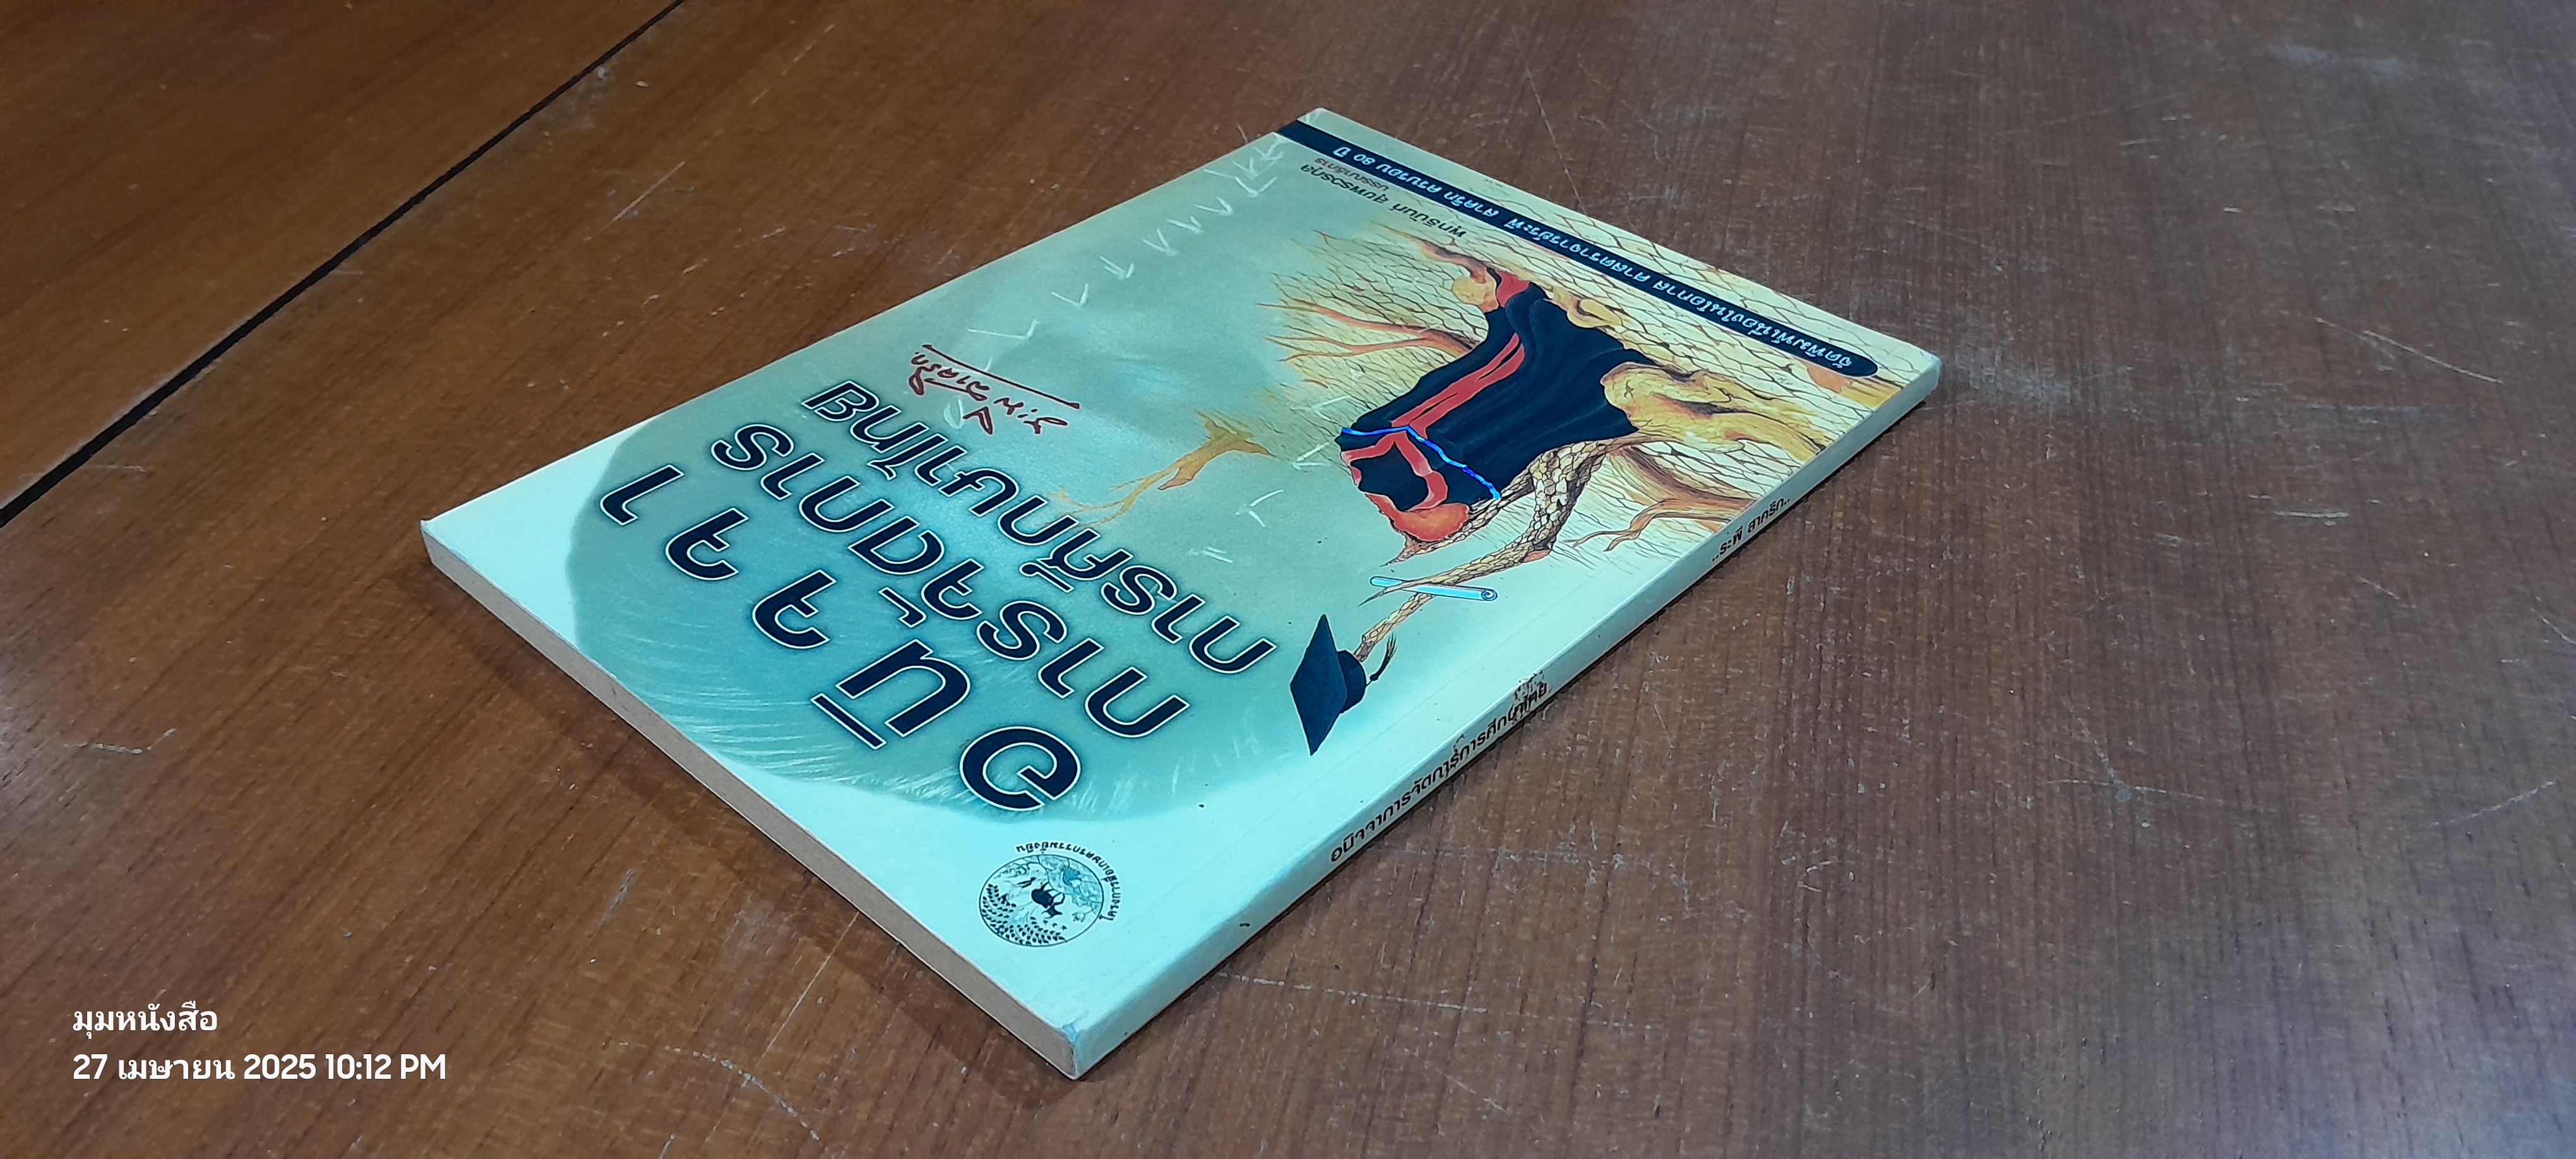 อนิจจา
การจัดการ
การศึกษาไทย
ระพี สาคริก
พูกธินันท์ สุขพรวรกุล
บรรณาธิการ
จัดพิมพ์เนื่องในโอกาส ศาสตราจารย์ระพี สาคริก ครบรอบ 80 ปี
อนิจจาการจัดการการศึกษาไทย
..ระพี สาคริก..
มุมหนังสือ
27 เมษายน 2025 10:12 PM